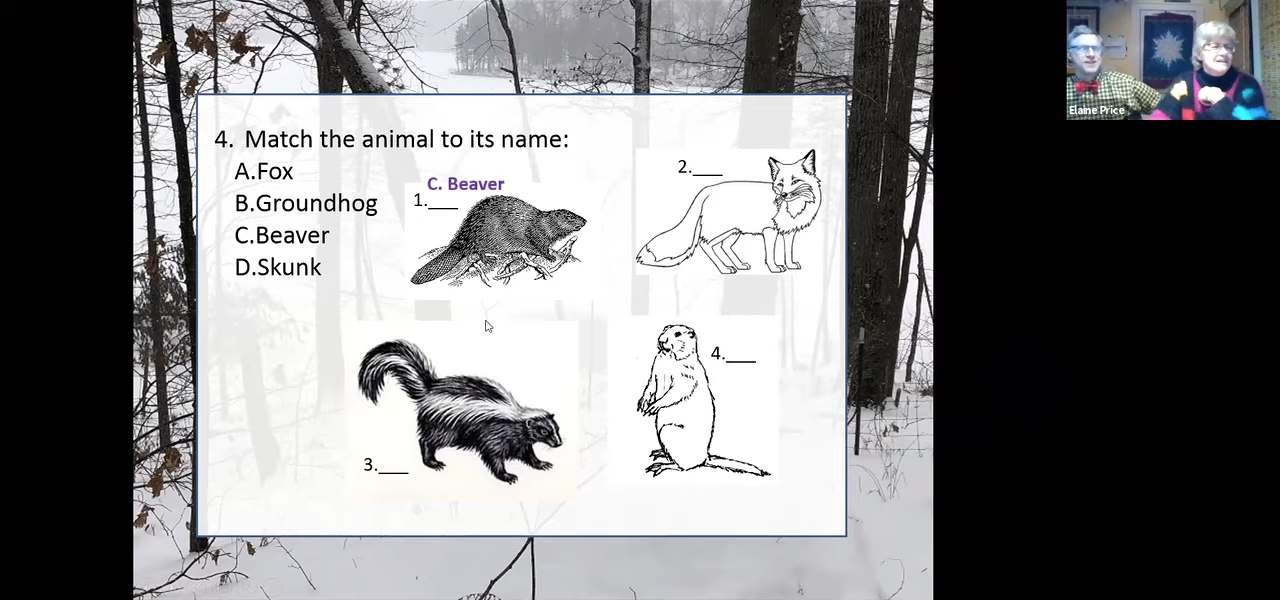 4. Match the animal to its name:
A.Fox
B.Groundhog
C.Beaver
D.Skunk
C. Beaver
1.___
2.___
3.___
4.___
Elaine Price